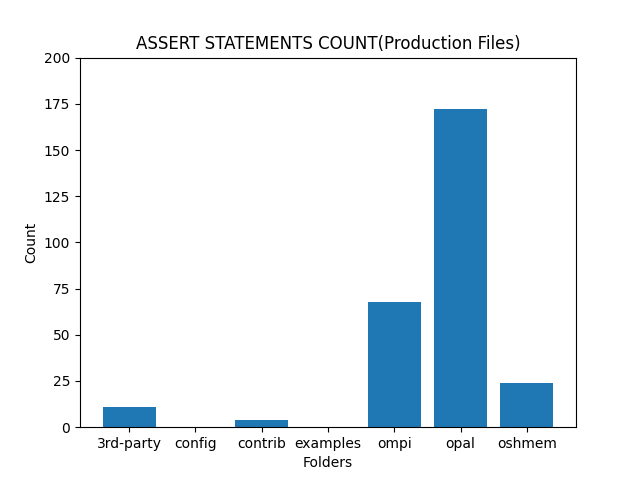 ASSERT STATEMENTS COUNT(Production Files)
200
175
150
125
100
75
50
25
0
Count
3rd-party config contrib examples ompi opal oshmem
Folders